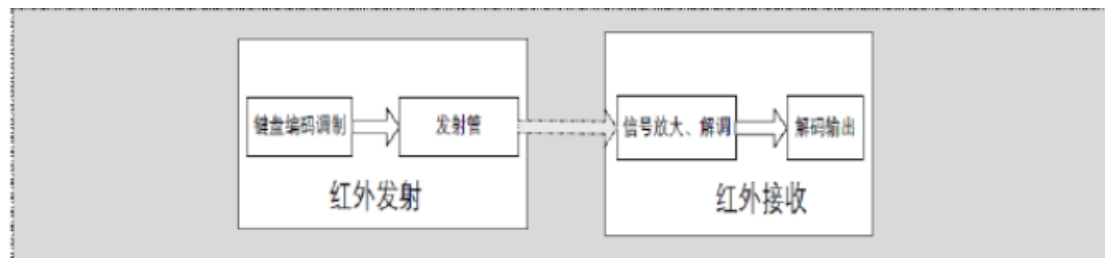 键盘编码调制
发射管
信号放大、解调
解码输出
红外发射
红外接收